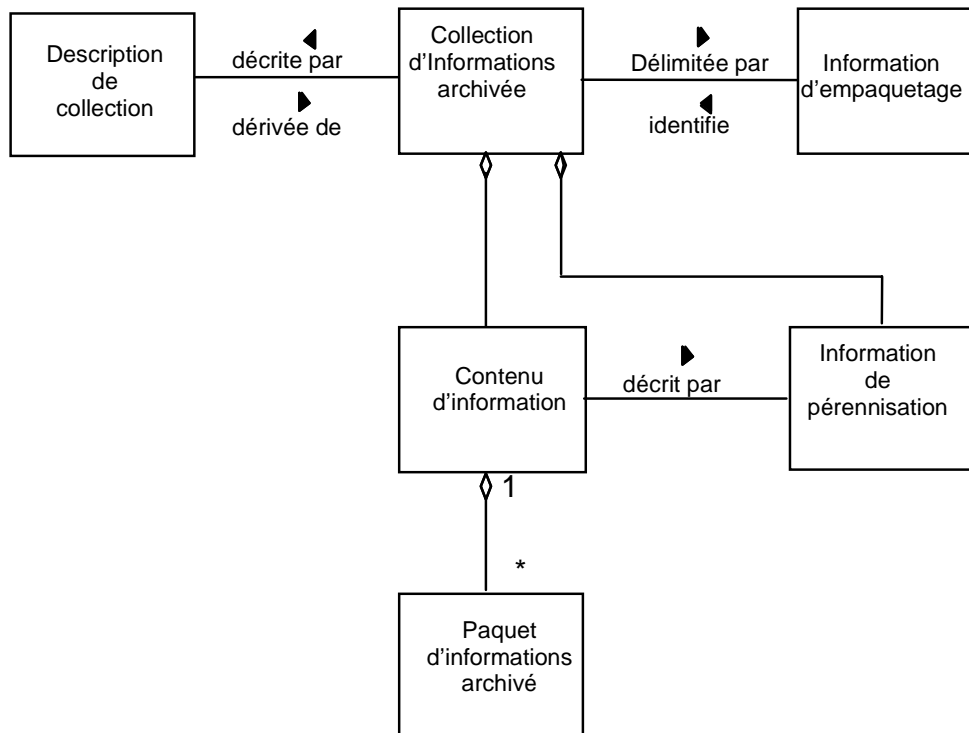 Description
de
collection
décrite par
dérivée de
Collection
d'Informations
archivée
Délimitée par
identifie
Information
d'empaquetage
Contenu
d'information
décrit par
Information
de
pérennisation
1
*
Paquet
d'informations
archivé